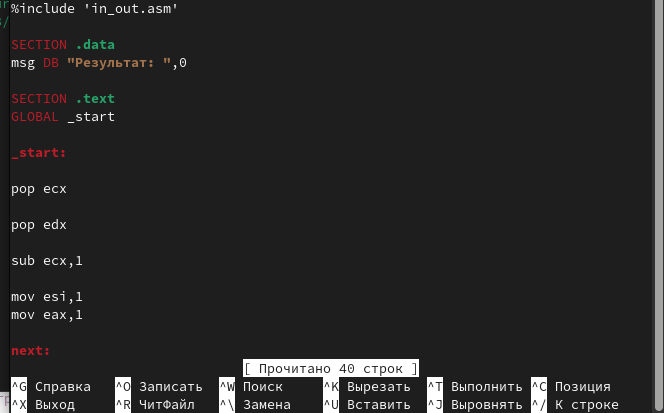 %include 'in_out.asm'
SECTION .data
msg DB "Результат: ",0
SECTION .text
GLOBAL _start
_start:
pop ecx
pop edx
sub ecx,1
mov esi,1
mov eax,1
next:
[ Прочитано 40 строк ]
^G Справка ^O Записать ^W Поиск ^K Вырезать ^T Выполнить ^C Позиция
^X Выход ^R ЧитФайл ^\ Замена ^U Вставить ^J Выровнять ^/ К строке